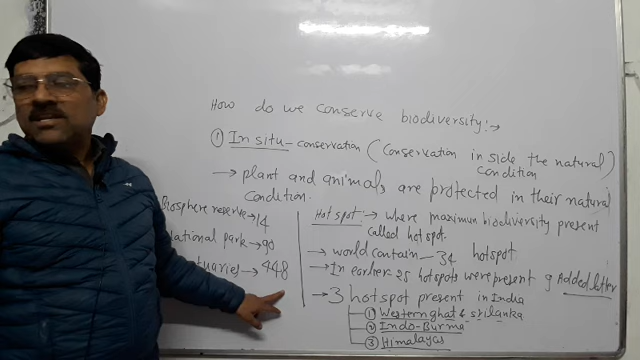 How do we conserve biodiversity:→
① In situ - conservation (Conservation in side the natural condition)
→ plant and animals are protected in their natural condition.
Biosphere reserve → 14
National park → 90
→ 448
Hot spot :→ where maximum biodiversity present called hotspot.
→ world contain - 34 hotspot
→ In earlier 25 hotspots were present 9 Added latter
→ 3 hotspot present in India
① Western ghat & srilanka
② Indo-Burma
③ Himalayas